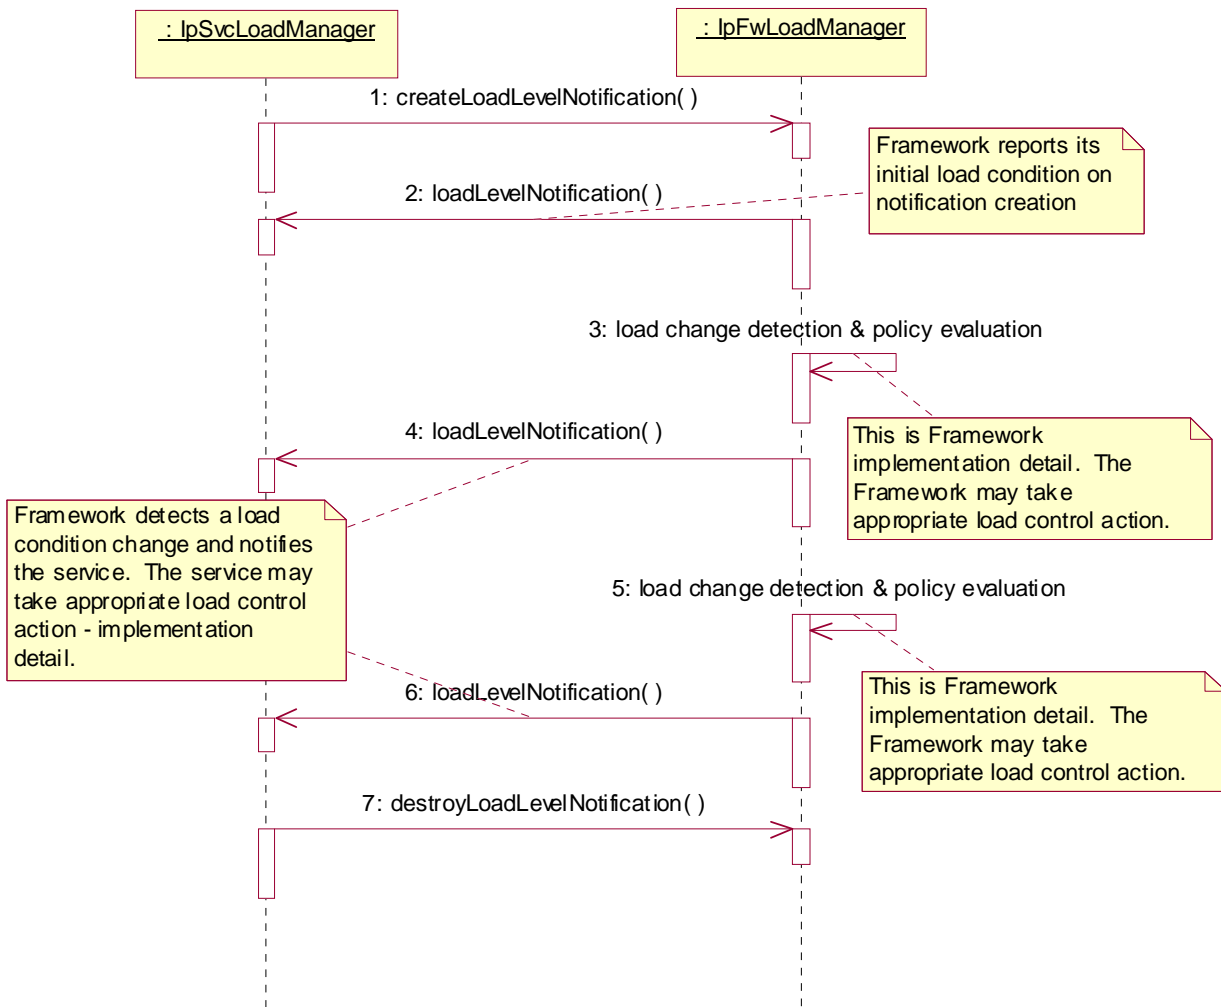 : IpSvcLoadManager
: IpFwLoadManager
1: createLoadLevelNotification( )
Framework reports its
initial load condition on
notification creation
2: loadLevelNotification( )
3: load change detection & policy evaluation
This is Framework
implementation detail. The
Framework may take
appropriate load control action.
4: loadLevelNotification( )
Framework detects a load
condition change and notifies
the service. The service may
take appropriate load control
action - implementation
detail.
5: load change detection & policy evaluation
This is Framework
implementation detail. The
Framework may take
appropriate load control action.
6: loadLevelNotification( )
7: destroyLoadLevelNotification( )